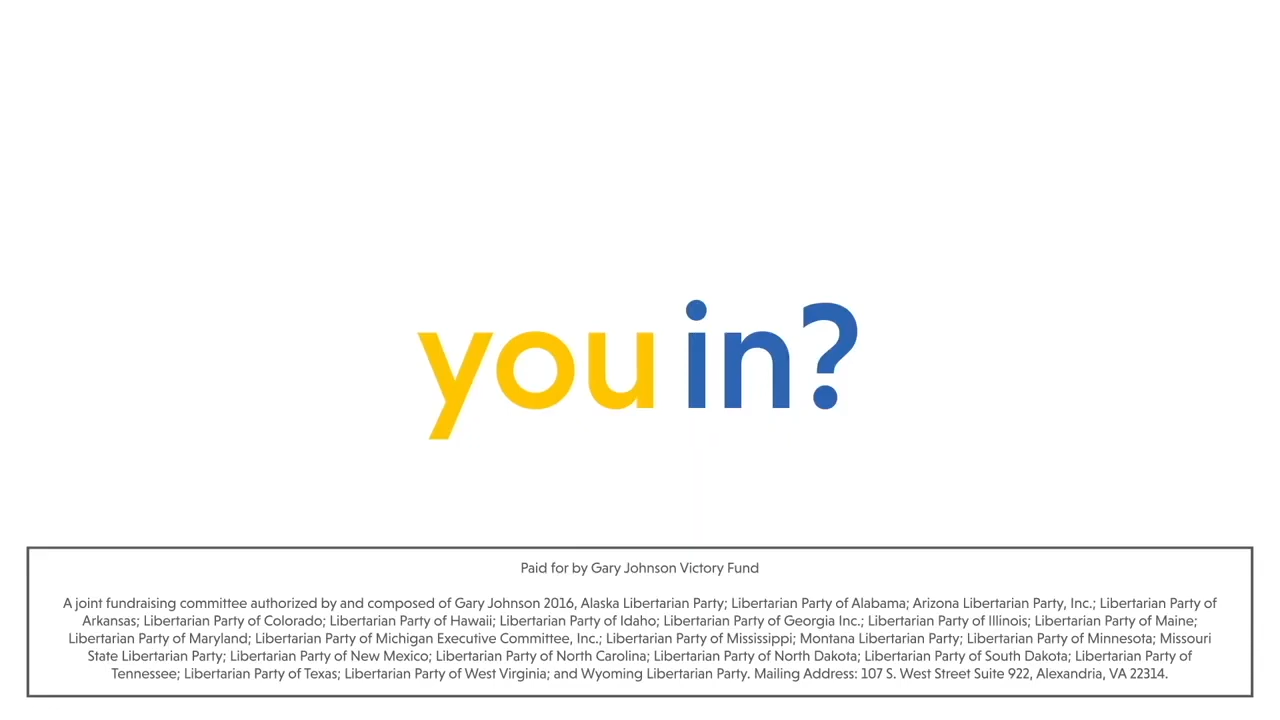 you in?
Paid for by Gary Johnson Victory Fund
A joint fundraising committee authorized by and composed of Gary Johnson 2016, Alaska Libertarian Party; Libertarian Party of Alabama; Arizona Libertarian Party, Inc.; Libertarian Party of
Arkansas; Libertarian Party of Colorado; Libertarian Party of Hawaii; Libertarian Party of Idaho; Libertarian Party of Georgia Inc.; Libertarian Party of Illinois; Libertarian Party of Maine;
Libertarian Party of Maryland; Libertarian Party of Michigan Executive Committee, Inc.; Libertarian Party of Mississippi; Montana Libertarian Party; Libertarian Party of Minnesota; Missouri
State Libertarian Party; Libertarian Party of New Mexico; Libertarian Party of North Carolina; Libertarian Party of North Dakota; Libertarian Party of South Dakota; Libertarian Party of
Tennessee; Libertarian Party of Texas; Libertarian Party of West Virginia; and Wyoming Libertarian Party. Mailing Address: 107 S. West Street Suite 922, Alexandria, VA 22314.